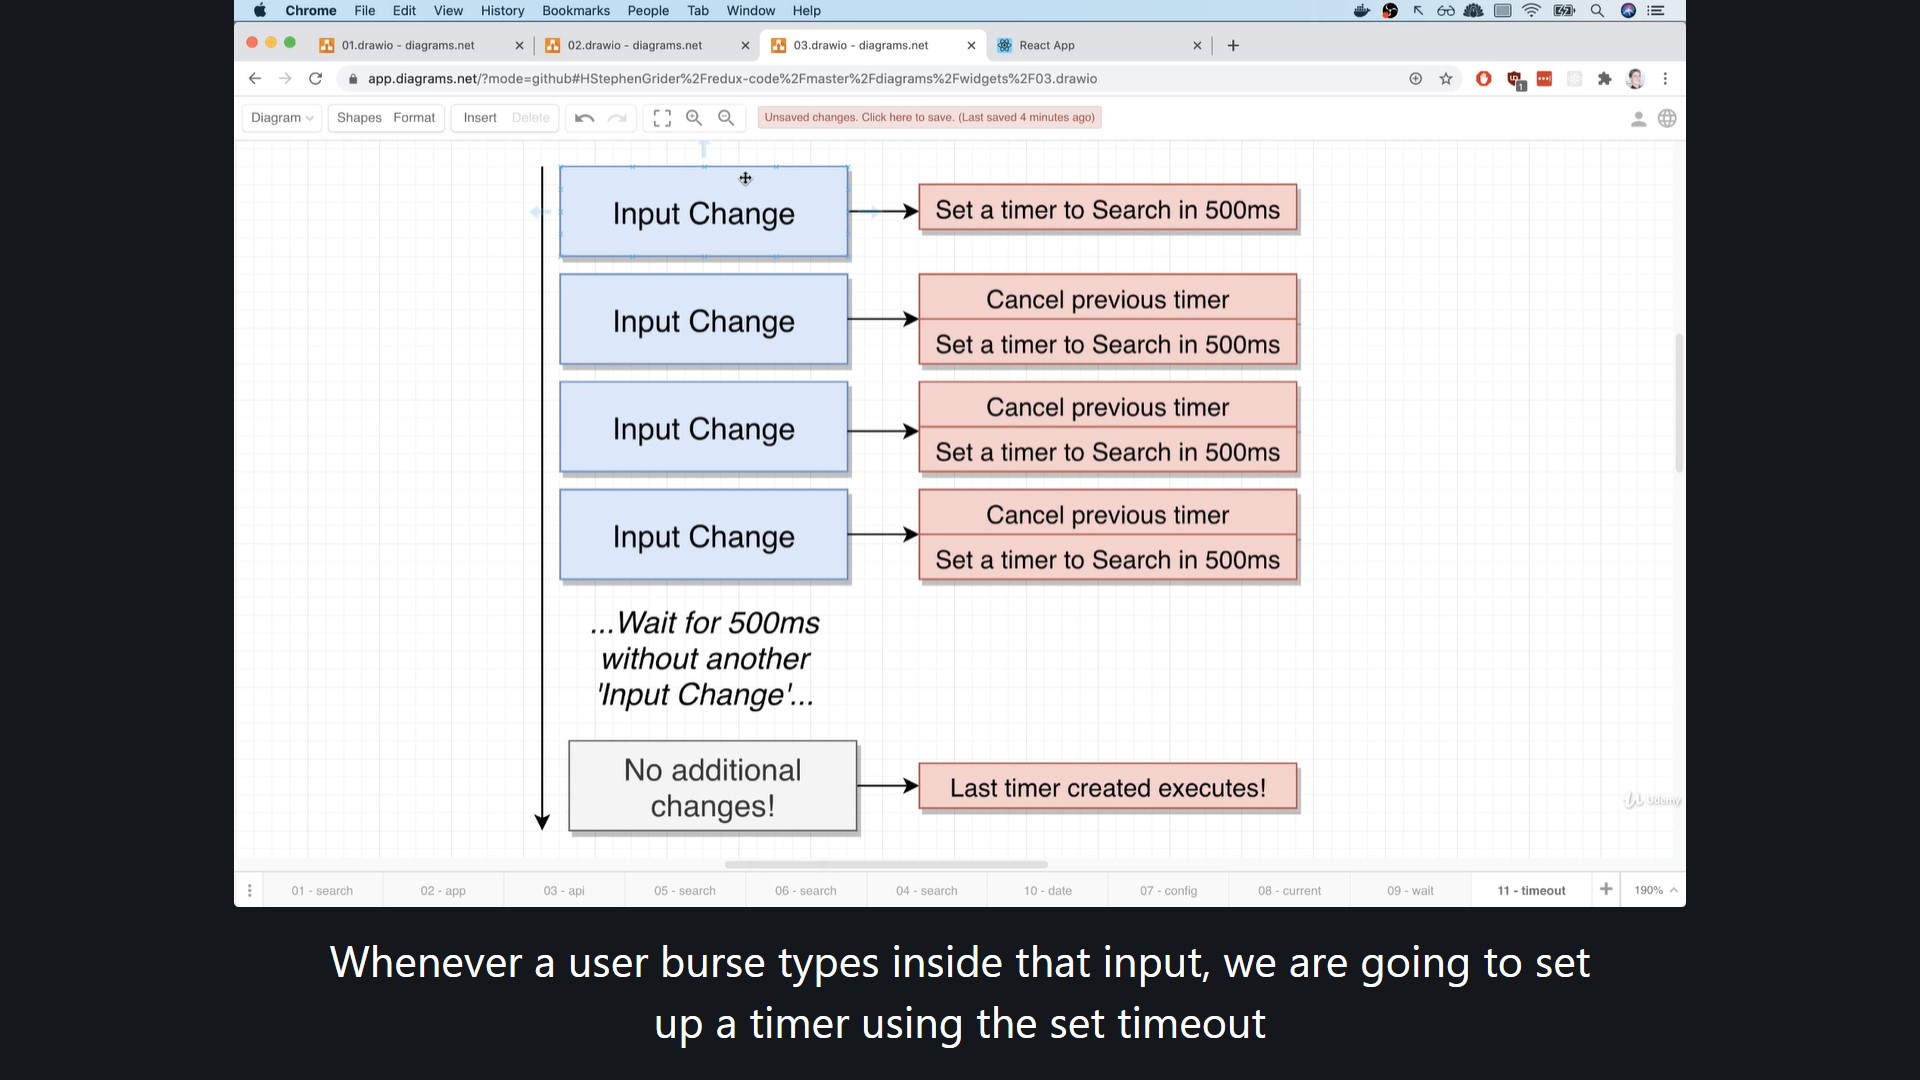 Chrome File Edit View History Bookmarks People Tab Window Help
01.drawio - diagrams.net
02.drawio - diagrams.net
03.drawio - diagrams.net
React App
app.diagrams.net/?mode=github#HStephenGrider%2Fredux-code%2Fmaster%2Fdiagrams%2Fwidgets%2F03.drawio
1
Diagram Shapes Format Insert Delete
Unsaved changes. Click here to save. (Last saved 4 minutes ago)
Input Change
Set a timer to Search in 500ms
Input Change
Cancel previous timer
Set a timer to Search in 500ms
Input Change
Cancel previous timer
Set a timer to Search in 500ms
Input Change
Cancel previous timer
Set a timer to Search in 500ms
...Wait for 500ms
without another
'Input Change'...
No additional
changes!
Last timer created executes!
Udemy
01 - search
02 - app
03 - api
05 - search
06 - search
04 - search
10 - date
07 - config
08 - current
09 - wait
11 - timeout
190%
Whenever a user burse types inside that input, we are going to set
up a timer using the set timeout